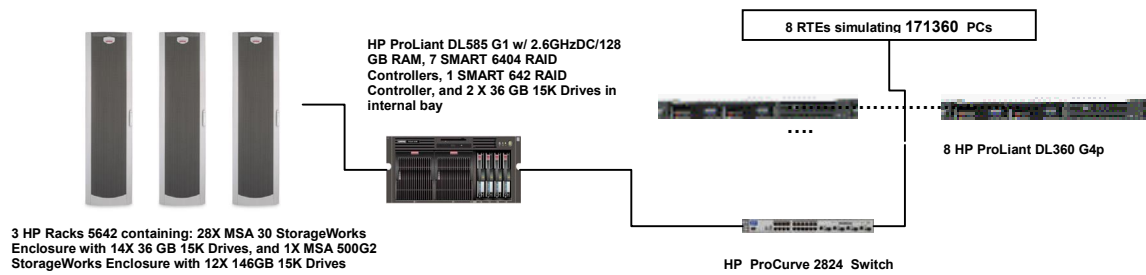 HP ProLiant DL585 G1 w/ 2.6GHzDC/128
GB RAM, 7 SMART 6404 RAID
Controllers, 1 SMART 642 RAID
Controller, and 2 X 36 GB 15K Drives in
internal bay
8 RTEs simulating 171360 PCs
....
8 HP ProLiant DL360 G4p
3 HP Racks 5642 containing: 28X MSA 30 StorageWorks
Enclosure with 14X 36 GB 15K Drives, and 1X MSA 500G2
StorageWorks Enclosure with 12X 146GB 15K Drives
HP ProCurve 2824 Switch